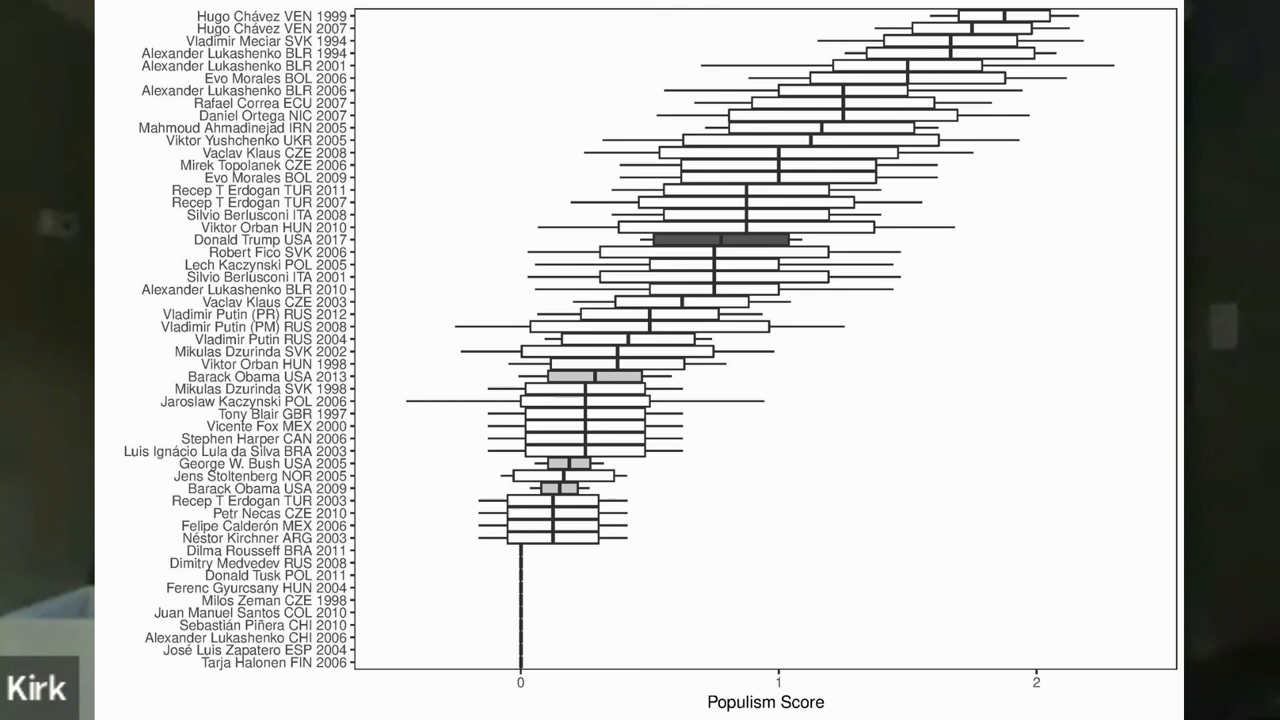 Hugo Chávez VEN 1999
Hugo Chávez VEN 2007
Vladimir Meciar SVK 1994
Alexander Lukashenko BLR 1994
Alexander Lukashenko BLR 2001
Evo Morales BOL 2006
Alexander Lukashenko BLR 2006
Rafael Correa ECU 2007
Daniel Ortega NIC 2007
Mahmoud Ahmadinejad IRN 2005
Viktor Yushchenko UKR 2005
Vaclav Klaus CZE 2008
Mirek Topolanek CZE 2006
Evo Morales BOL 2009
Recep T Erdogan TUR 2011
Recep T Erdogan TUR 2007
Silvio Berlusconi ITA 2008
Viktor Orban HUN 2010
Donald Trump USA 2017
Robert Fico SVK 2006
Lech Kaczynski POL 2005
Silvio Berlusconi ITA 2001
Alexander Lukashenko BLR 2010
Vaclav Klaus CZE 2003
Vladimir Putin (PR) RUS 2012
Vladimir Putin (PM) RUS 2008
Vladimir Putin RUS 2004
Mikulas Dzurinda SVK 2002
Viktor Orban HUN 1998
Barack Obama USA 2013
Mikulas Dzurinda SVK 1998
Jaroslaw Kaczynski POL 2006
Tony Blair GBR 1997
Vicente Fox MEX 2000
Stephen Harper CAN 2006
Luis Ignácio Lula da Silva BRA 2003
George W. Bush USA 2005
Jens Stoltenberg NOR 2005
Barack Obama USA 2009
Recep T Erdogan TUR 2003
Petr Necas CZE 2010
Felipe Calderón MEX 2006
Néstor Kirchner ARG 2003
Dilma Rousseff BRA 2011
Dimitry Medvedev RUS 2008
Donald Tusk POL 2011
Ferenc Gyurcsany HUN 2004
Milos Zeman CZE 1998
Juan Manuel Santos COL 2010
Sebastián Piñera CHI 2010
Alexander Lukashenko CHI 2006
José Luis Zapatero ESP 2004
Tarja Halonen FIN 2006
0 1 2
Populism Score
Kirk